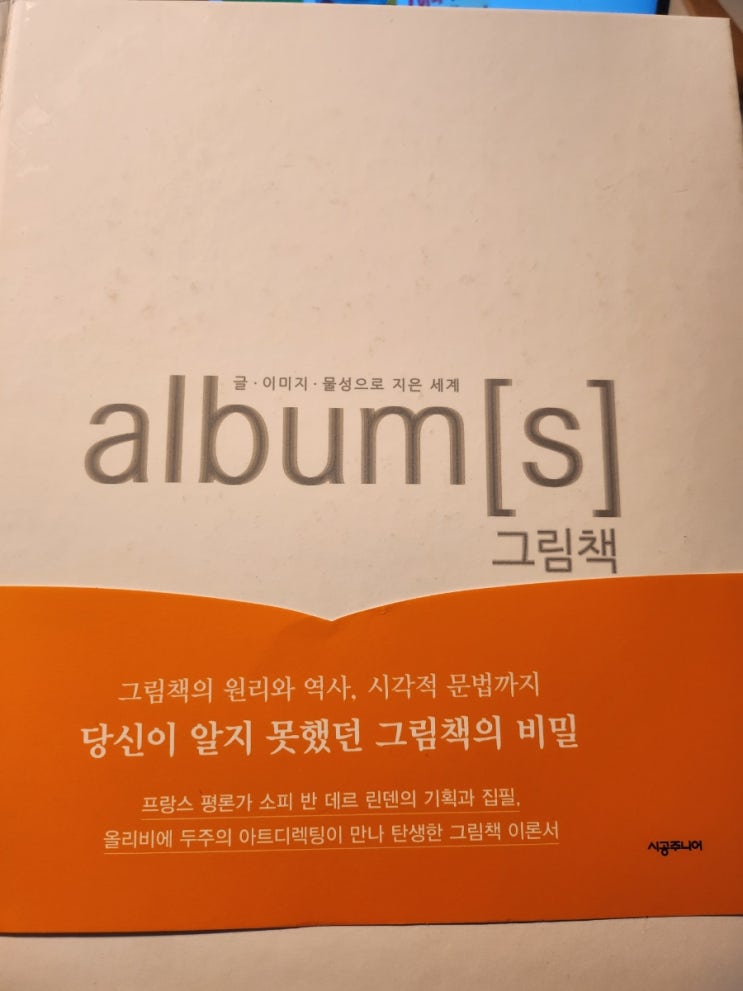 글·이미지·물성으로 지은 세계
album[s]
그림책
그림책의 원리와 역사, 시각적 문법까지
당신이 알지 못했던 그림책의 비밀
프랑스 평론가 소피 반 데르 린덴의 기획과 집필,
올리비에 두주의 아트디렉팅이 만나 탄생한 그림책 이론서
시공주니어